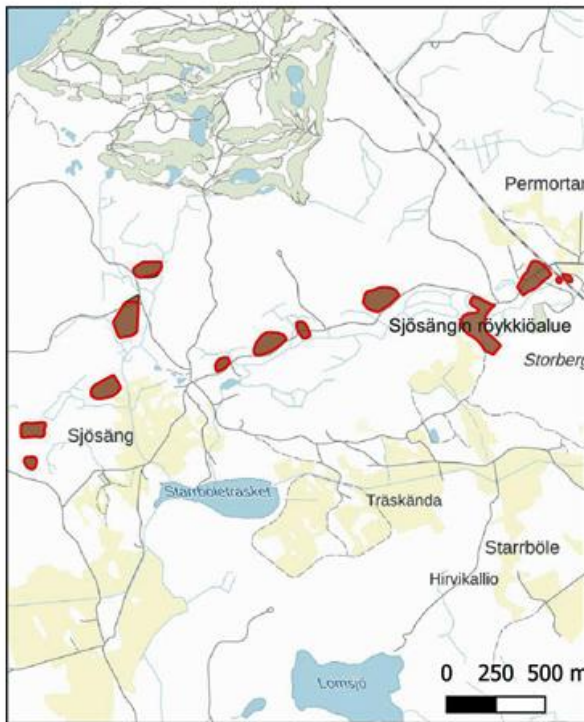 Permortan
Sjösängin röykkiöalue
Storberg
Sjösäng
Starrböleträsket
Träskända
Starrböle
Hirvikallio
Lomsjö
0 250 500 m